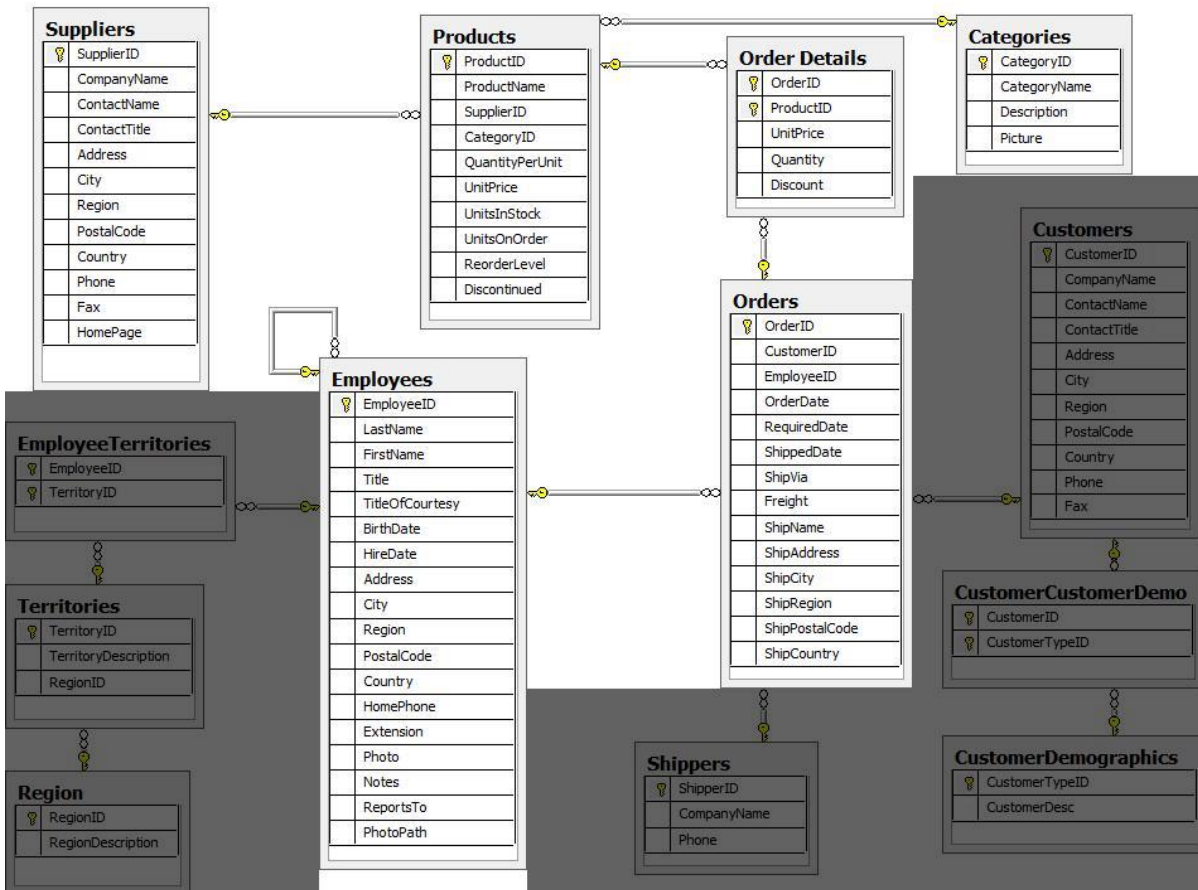 Suppliers
SupplierID
CompanyName
ContactName
ContactTitle
Address
City
Region
PostalCode
Country
Phone
Fax
HomePage
Products
ProductID
ProductName
SupplierID
CategoryID
QuantityPerUnit
UnitPrice
UnitsInStock
UnitsOnOrder
ReorderLevel
Discontinued
Order Details
OrderID
ProductID
UnitPrice
Quantity
Discount
Categories
CategoryID
CategoryName
Description
Picture
Employees
EmployeeID
LastName
FirstName
Title
TitleOfCourtesy
BirthDate
HireDate
Address
City
Region
PostalCode
Country
HomePhone
Extension
Photo
Notes
ReportsTo
PhotoPath
Orders
OrderID
CustomerID
EmployeeID
OrderDate
RequiredDate
ShippedDate
ShipVia
Freight
ShipName
ShipAddress
ShipCity
ShipRegion
ShipPostalCode
ShipCountry
Customers
CustomerID
CompanyName
ContactName
ContactTitle
Address
City
Region
PostalCode
Country
Phone
Fax
EmployeeTerritories
EmployeeID
TerritoryID
Territories
TerritoryID
TerritoryDescription
RegionID
Region
RegionID
RegionDescription
Shippers
ShipperID
CompanyName
Phone
CustomerCustomerDemo
CustomerID
CustomerTypeID
CustomerDemographics
CustomerTypeID
CustomerDesc